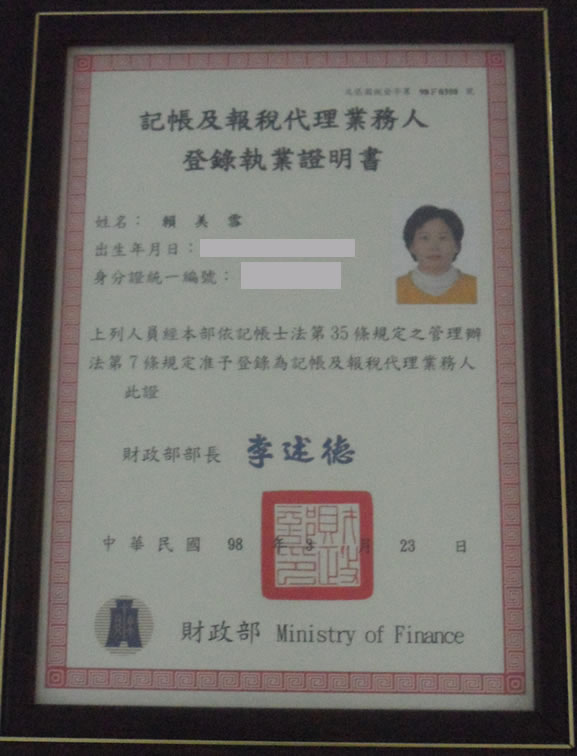 記帳及報稅代理業務人
登錄執業證明書
姓名： 賴美雪
出生年月日：
身分證統一編號：
上列人員經本部依記帳士法第35條規定之管理辦
法第7條規定准予登錄為記帳及報稅代理業務人
此證
財政部部長 李述德
中華民國 98 年 3 月 23 日
財政部 Ministry of Finance